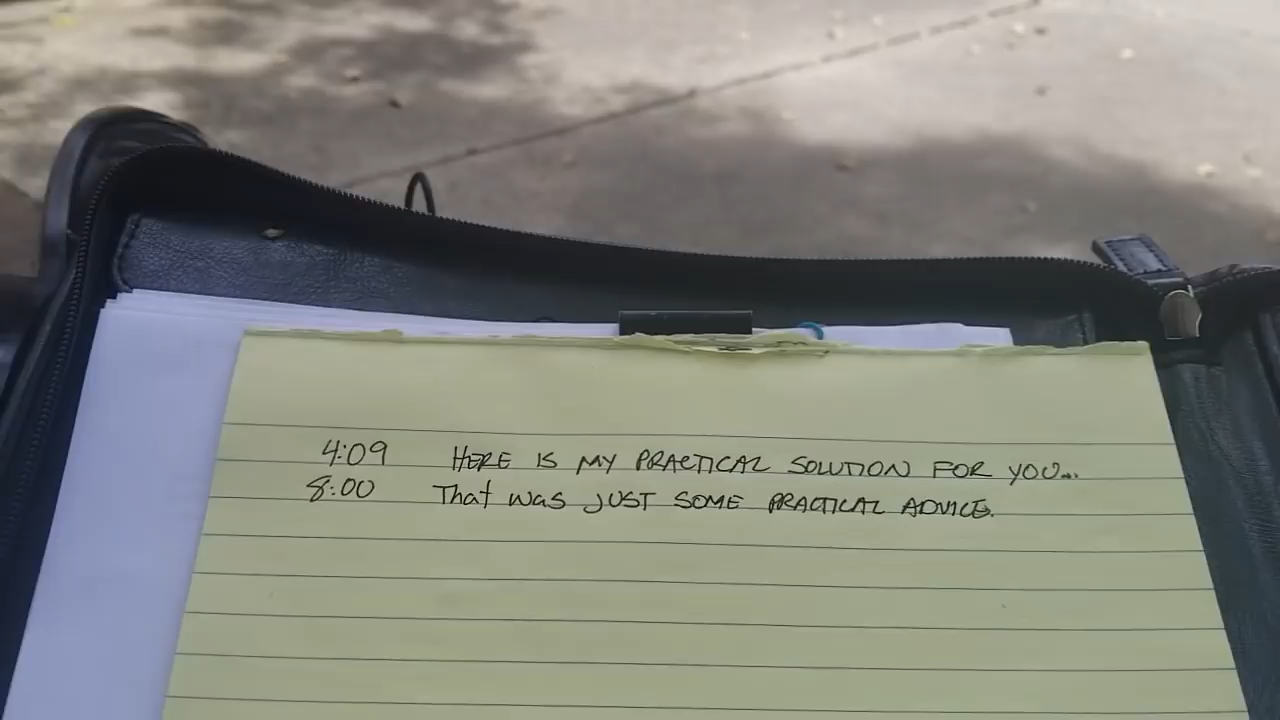 4:09 HERE IS MY PRACTICAL SOLUTION FOR YOU...
8:00 That was JUST SOME PRACTICAL ADVICE.